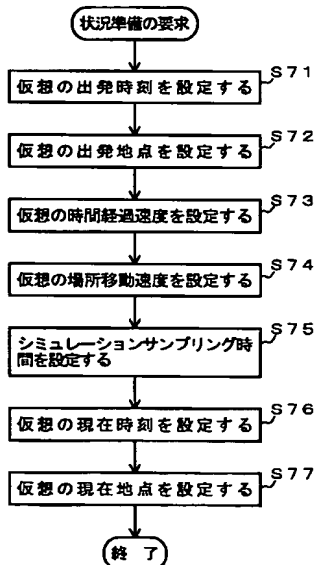 状況準備の要求
S71
仮想の出発時刻を設定する
S72
仮想の出発地点を設定する
S73
仮想の時間経過速度を設定する
S74
仮想の場所移動速度を設定する
S75
シミュレーションサンプリング時
間を設定する
S76
仮想の現在時刻を設定する
S77
仮想の現在地点を設定する
終 了